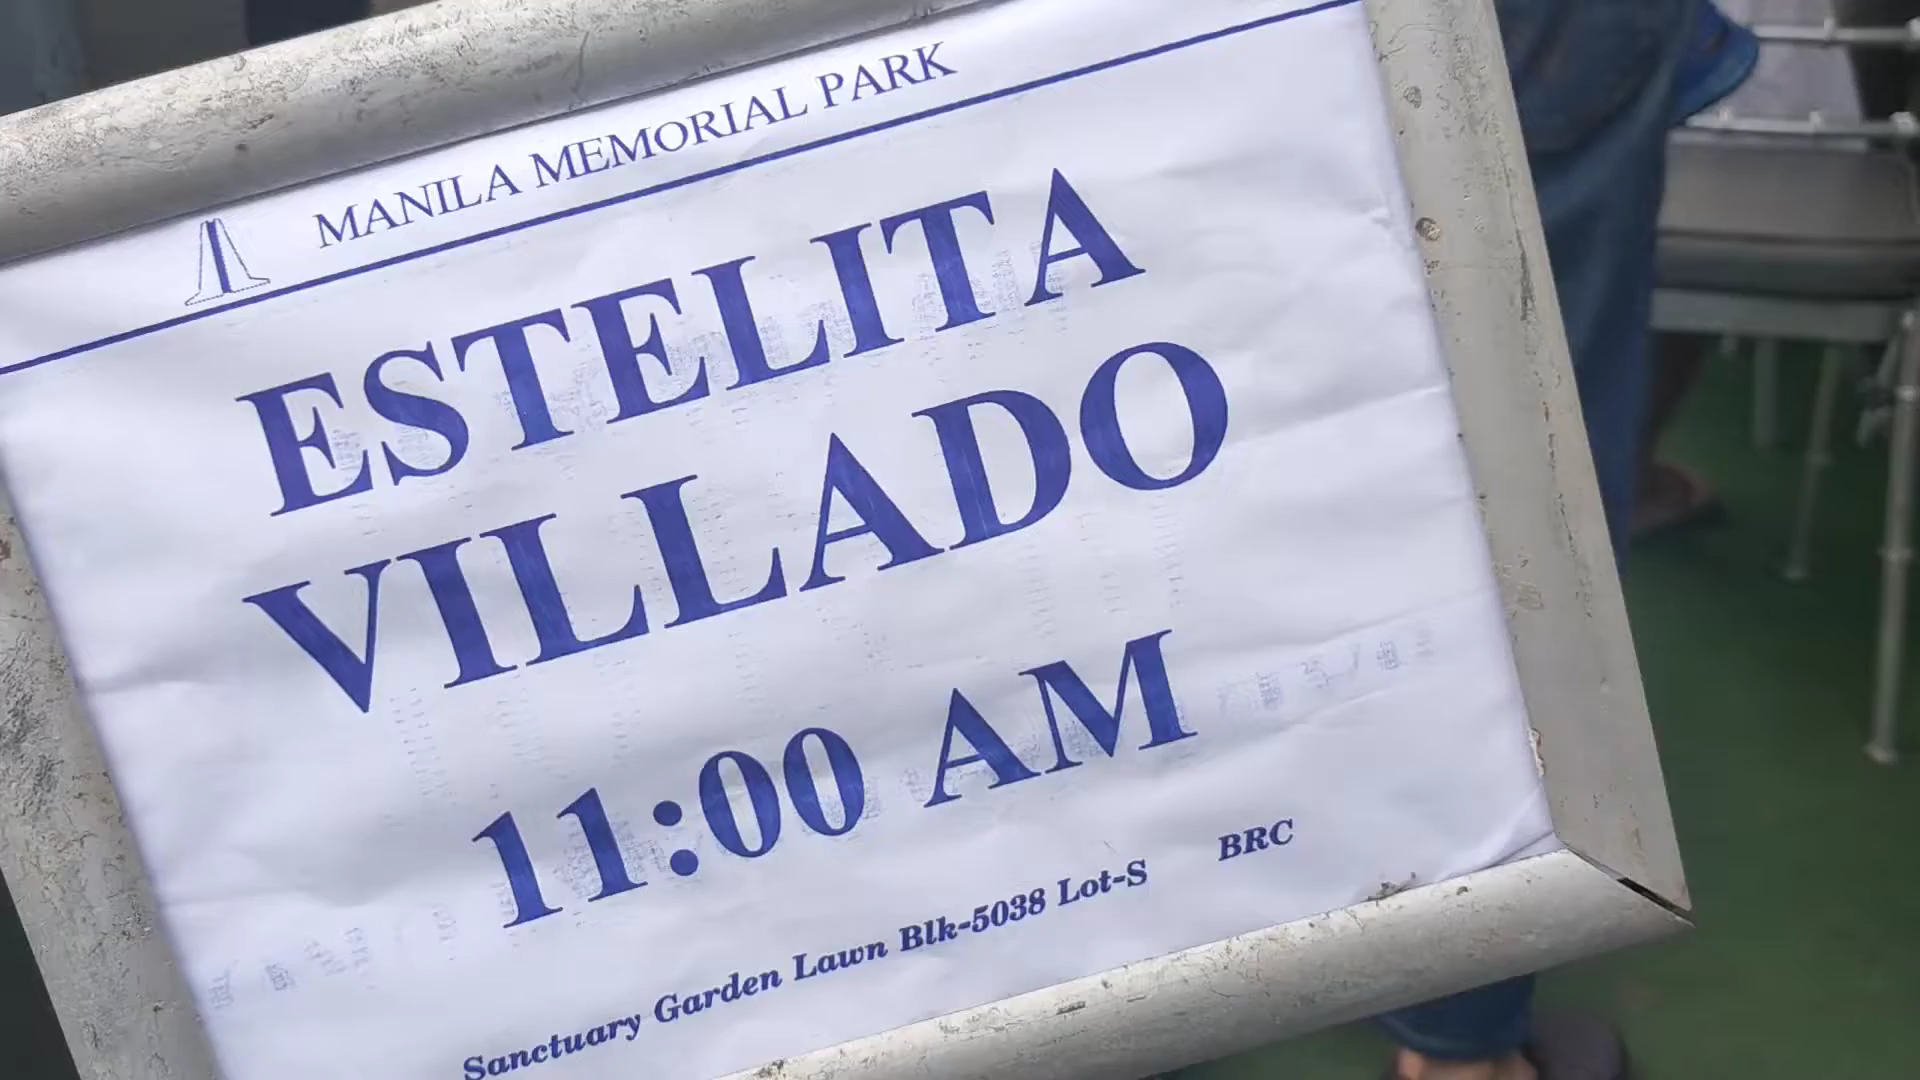 MANILA MEMORIAL PARK
ESTELITA
VILLADO
11:00 AM
Sanctuary Garden Lawn Blk-5038 Lot-S BRC